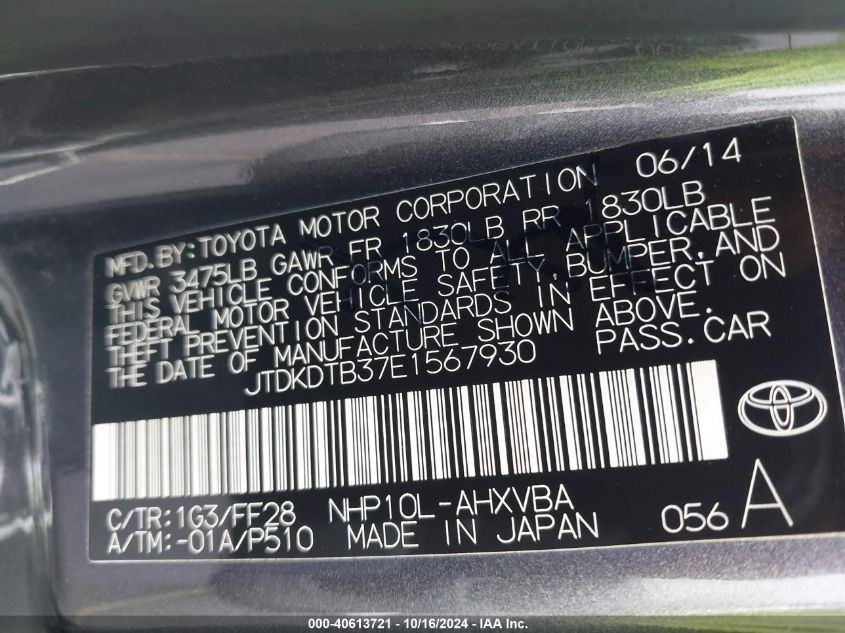 06/14
MFD.BY:TOYOTA MOTOR CORPORATION
GVWR 3475LB GAWR FR 1830LB RR 1830LB
THIS VEHICLE CONFORMS TO ALL APPLICABLE
FEDERAL MOTOR VEHICLE SAFETY,BUMPER,AND
THEFT PREVENTION STANDARDS IN EFFECT ON
THE DATE OF MANUFACTURE SHOWN ABOVE.
JTDKDTB37E1567930 PASS.CAR
C/TR:1G3/FF28 NHP10L-AHXVBA
A/TM:-01A/P510 MADE IN JAPAN 056 A
000-40613721 - 10/16/2024 - IAA Inc.